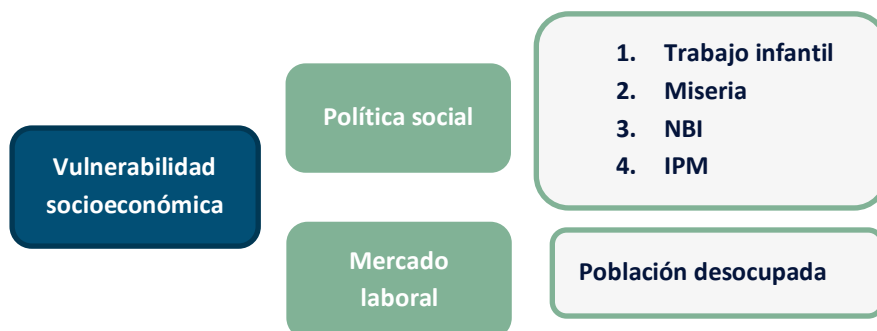 Vulnerabilidad
socioeconómica
Política social
1. Trabajo infantil
2. Miseria
3. NBI
4. IPM
Mercado
laboral
Población desocupada